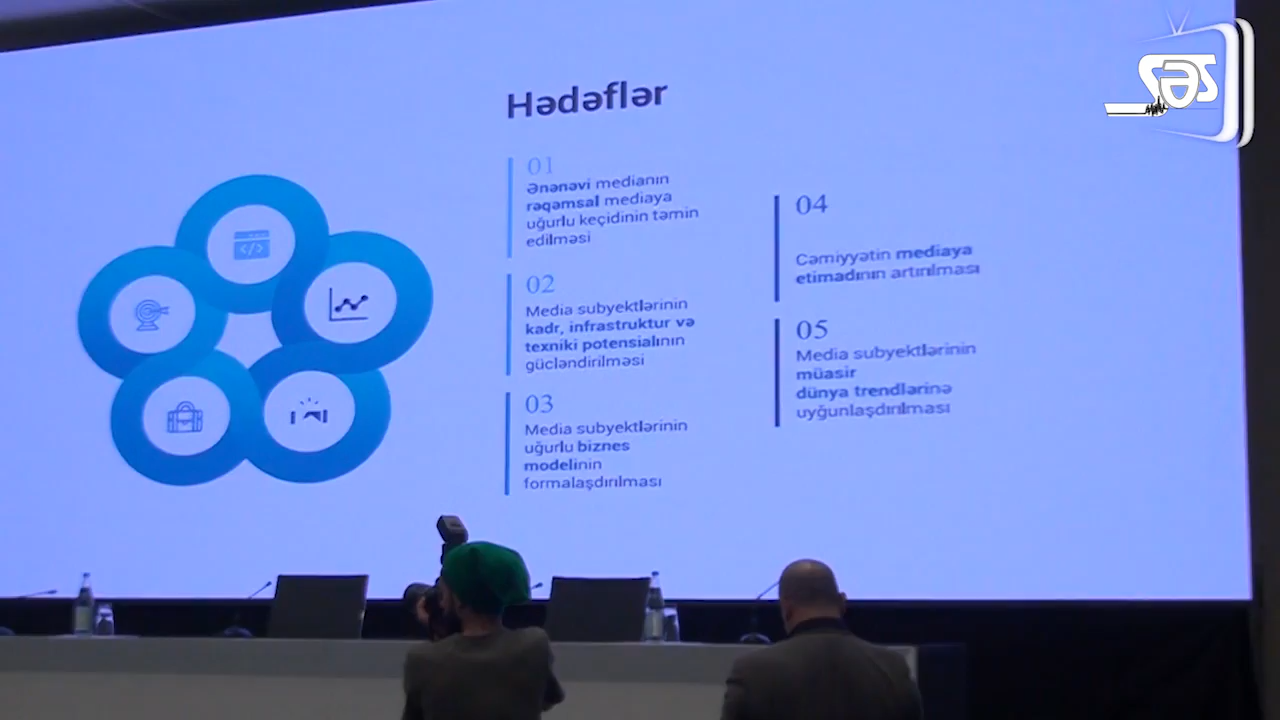 SƏS
Hədəflər
01
Ənənəvi medianın
rəqəmsal mediaya
uğurlu keçidinin təmin
edilməsi
02
Media subyektlərinin
kadr, infrastruktur və
texniki potensialının
gücləndirilməsi
03
Media subyektlərinin
uğurlu biznes
modelinin
formalaşdırılması
04
Cəmiyyətin mediaya
etimadının artırılması
05
Media subyektlərinin
müasir
dünya trendlərinə
uyğunlaşdırılması